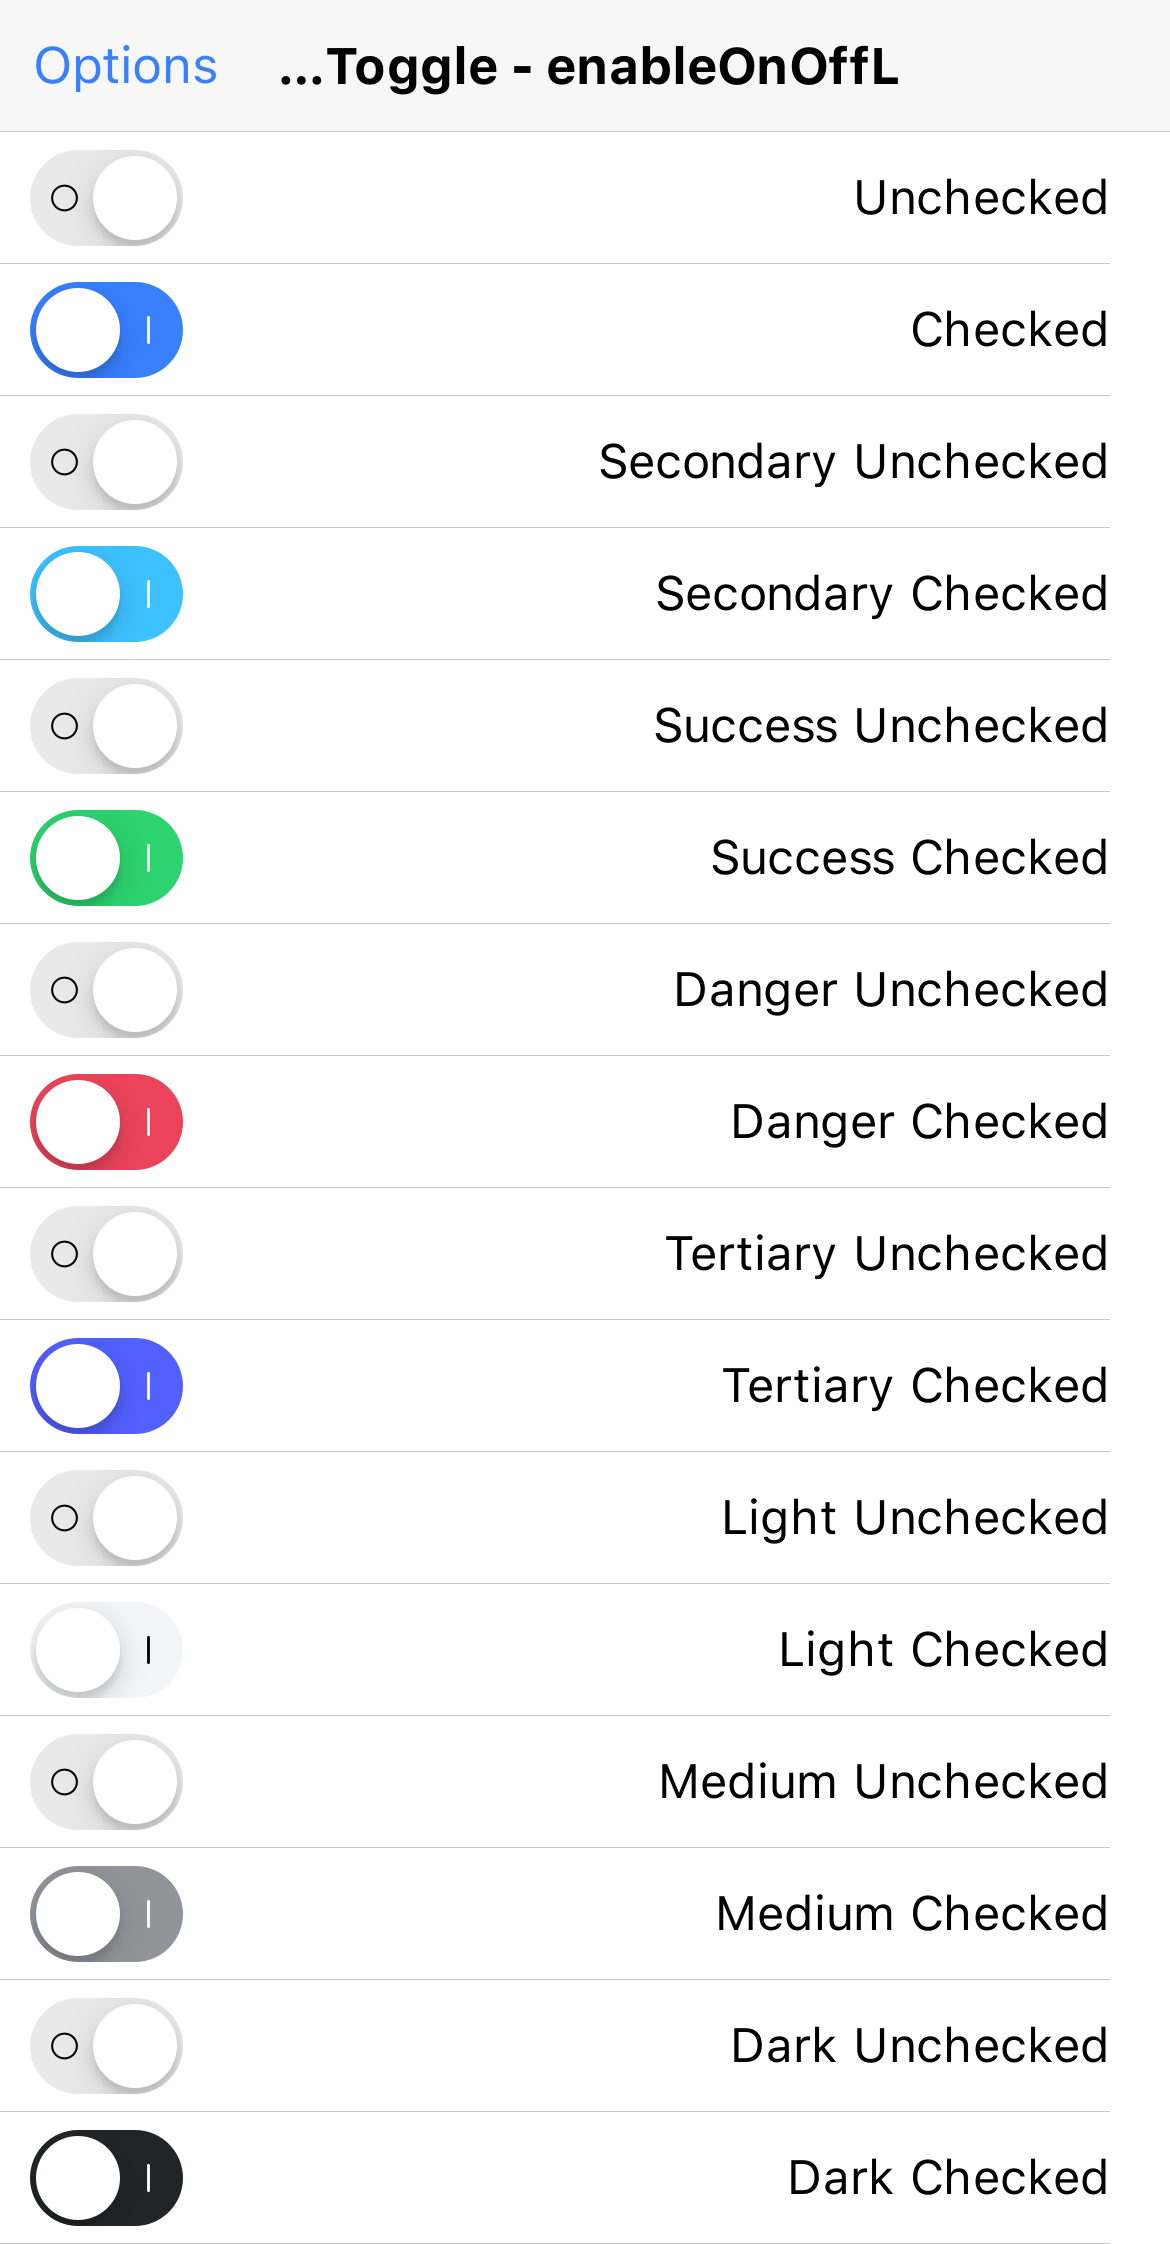 Options
...Toggle - enableOnOffL
Unchecked
Checked
Secondary Unchecked
Secondary Checked
Success Unchecked
Success Checked
Danger Unchecked
Danger Checked
Tertiary Unchecked
Tertiary Checked
Light Unchecked
Light Checked
Medium Unchecked
Medium Checked
Dark Unchecked
Dark Checked